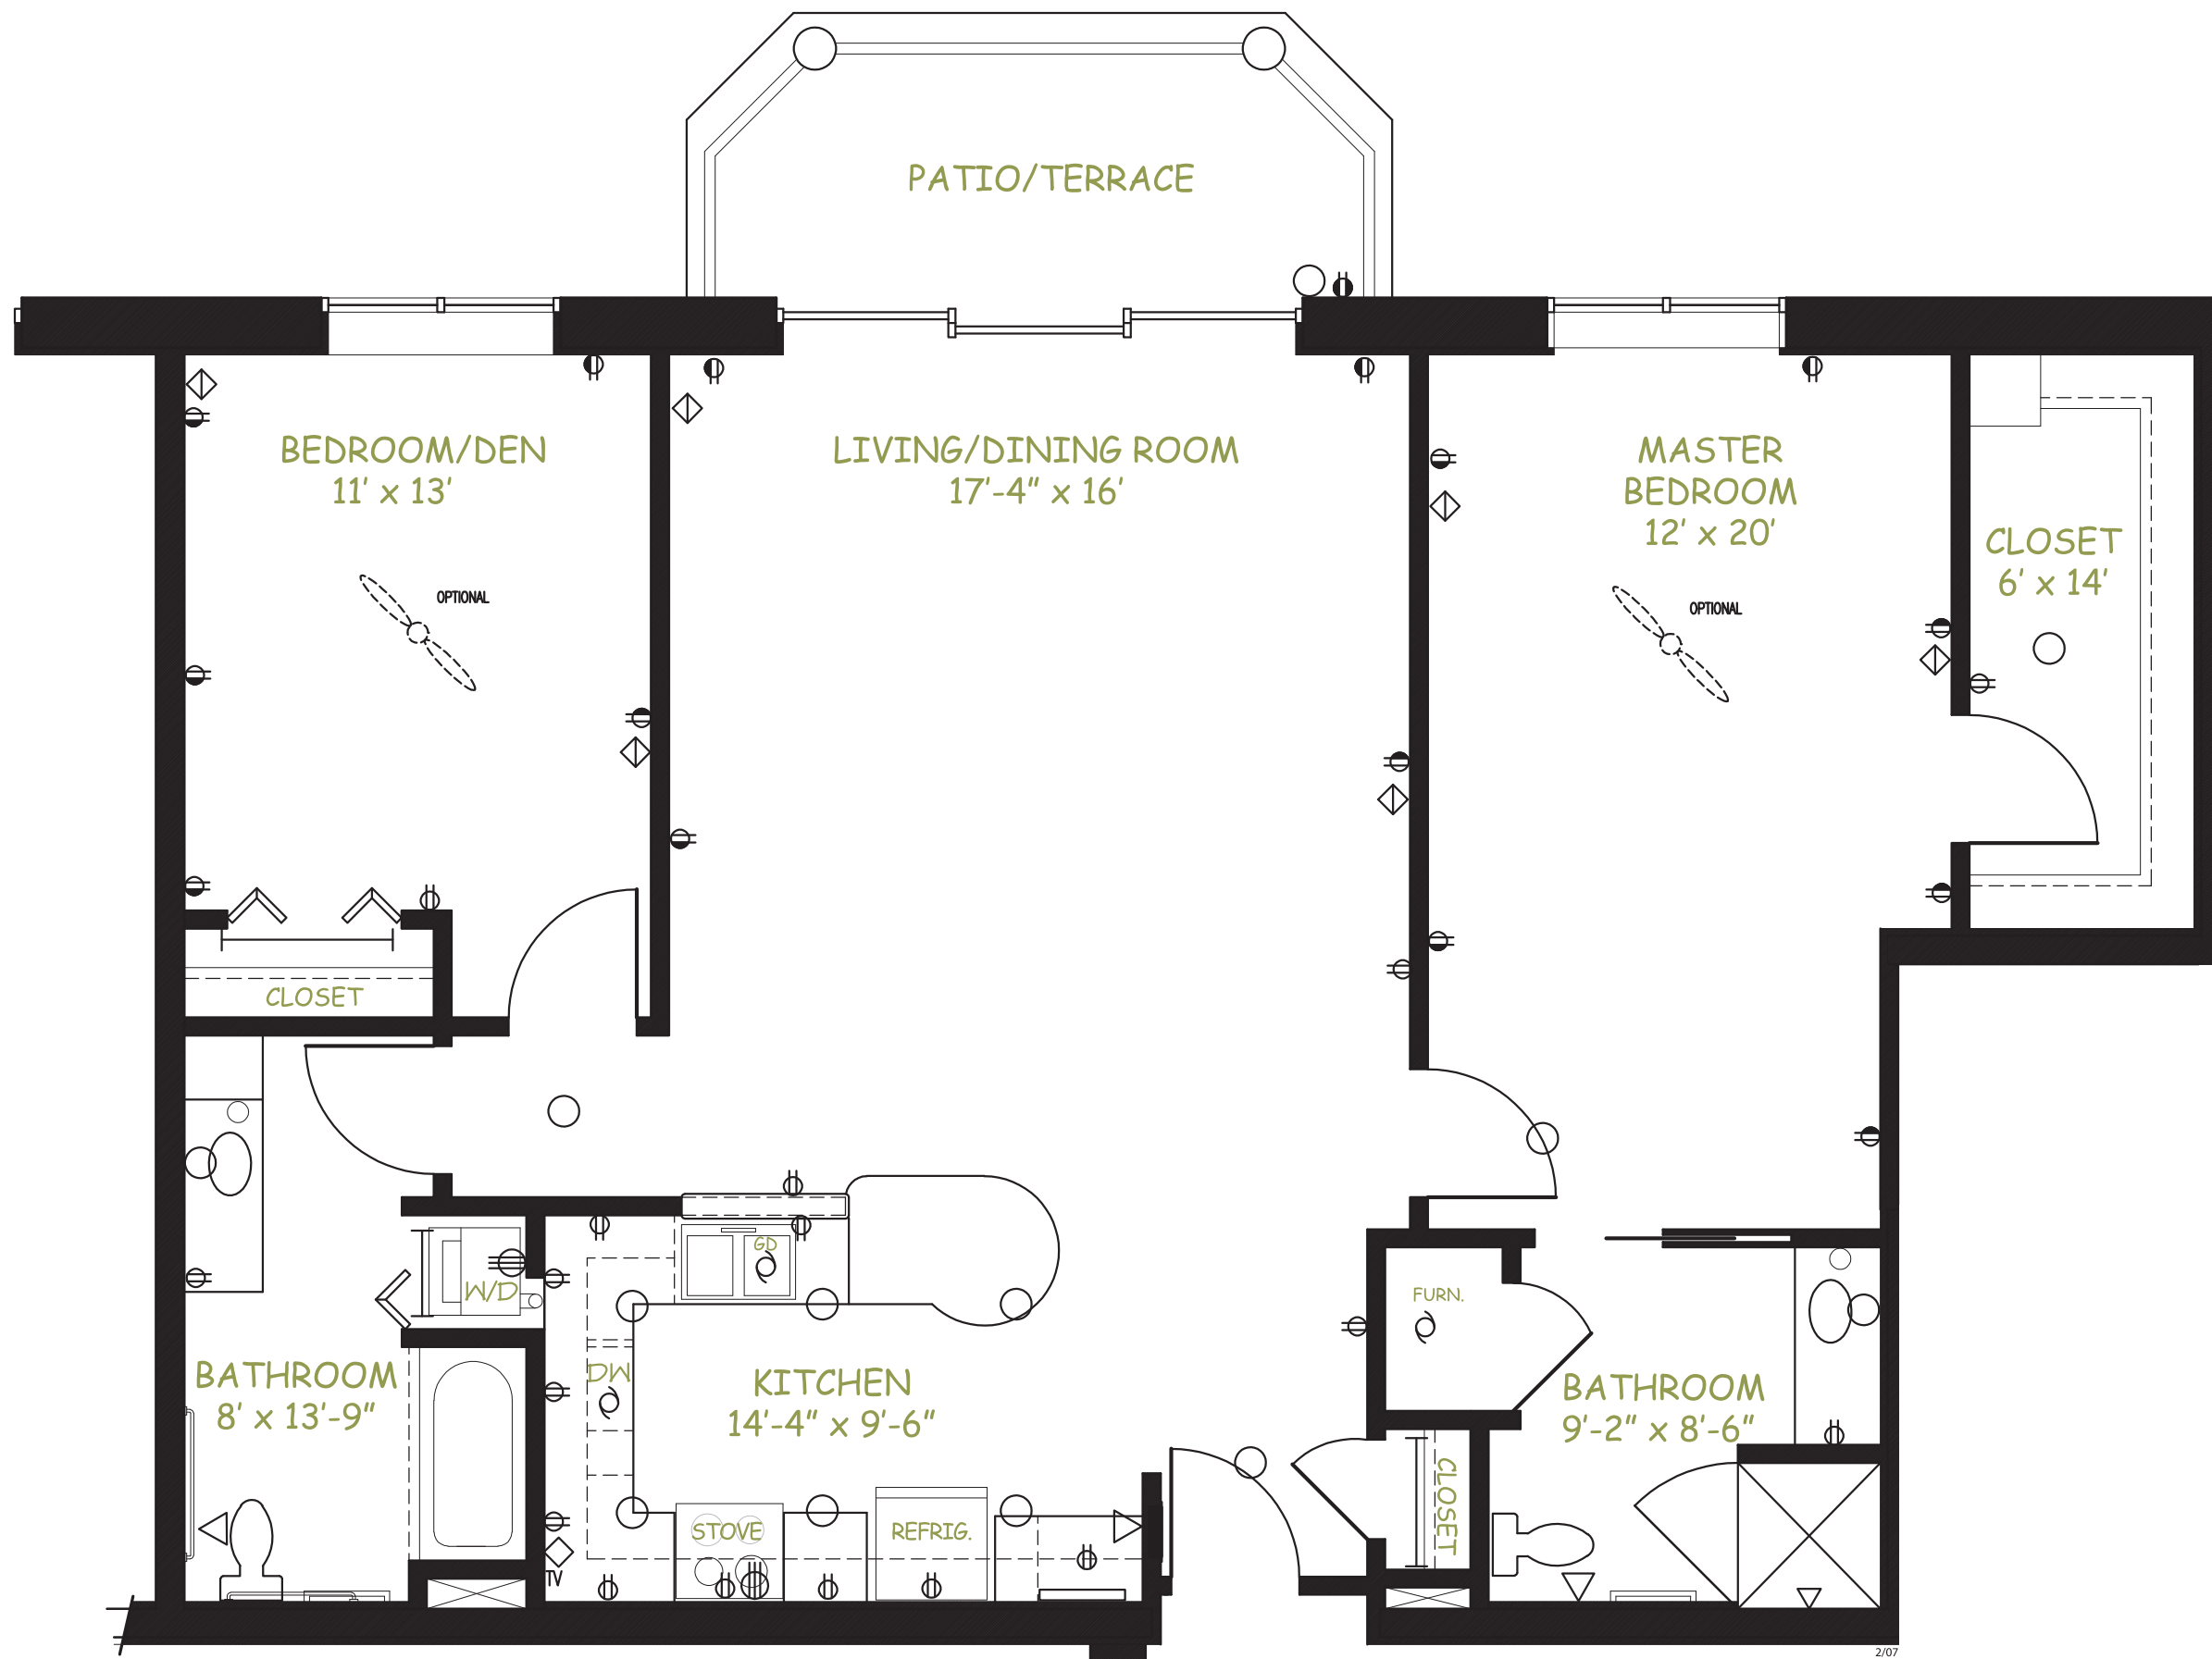 PATIO/TERRACE
BEDROOM/DEN
11' x 13'
LIVING/DINING ROOM
17'-4" x 16'
MASTER
BEDROOM
12' x 20'
CLOSET
6' x 14'
OPTIONAL
OPTIONAL
CLOSET
GD
W/D
FURN.
DW
BATHROOM
8' x 13'-9"
KITCHEN
14'-4" x 9'-6"
BATHROOM
9'-2" x 8'-6"
CLOSET
STOVE
REFRIG.
TV
2/07